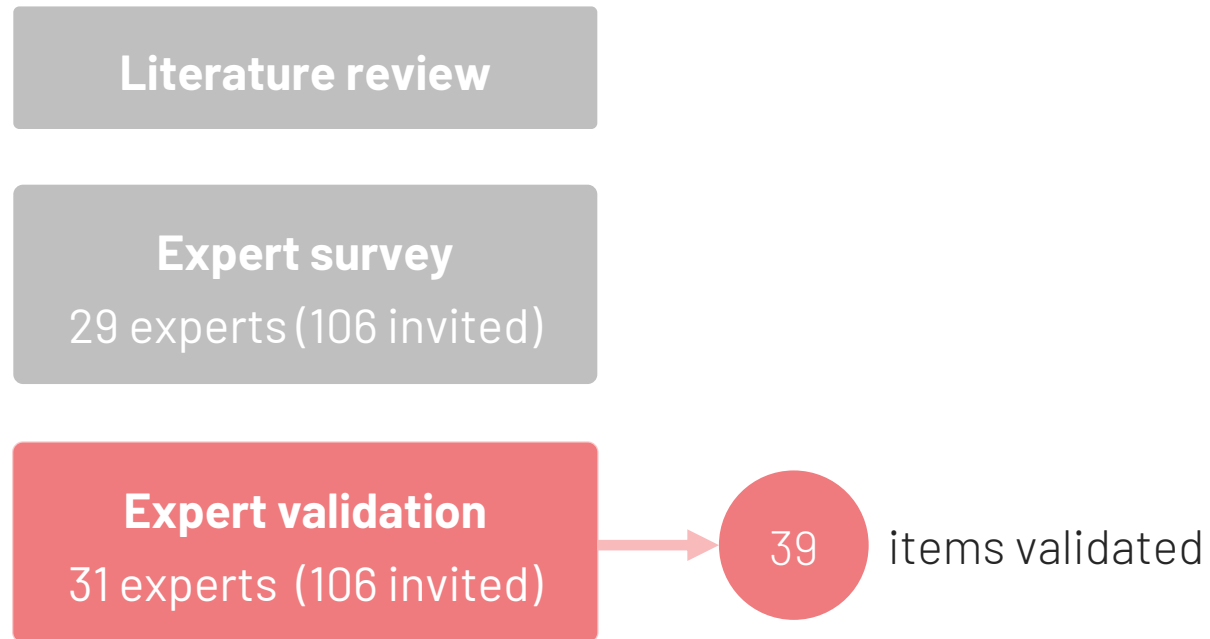 Literature review
Expert survey
29 experts (106 invited)
Expert validation
31 experts (106 invited)
39
items validated